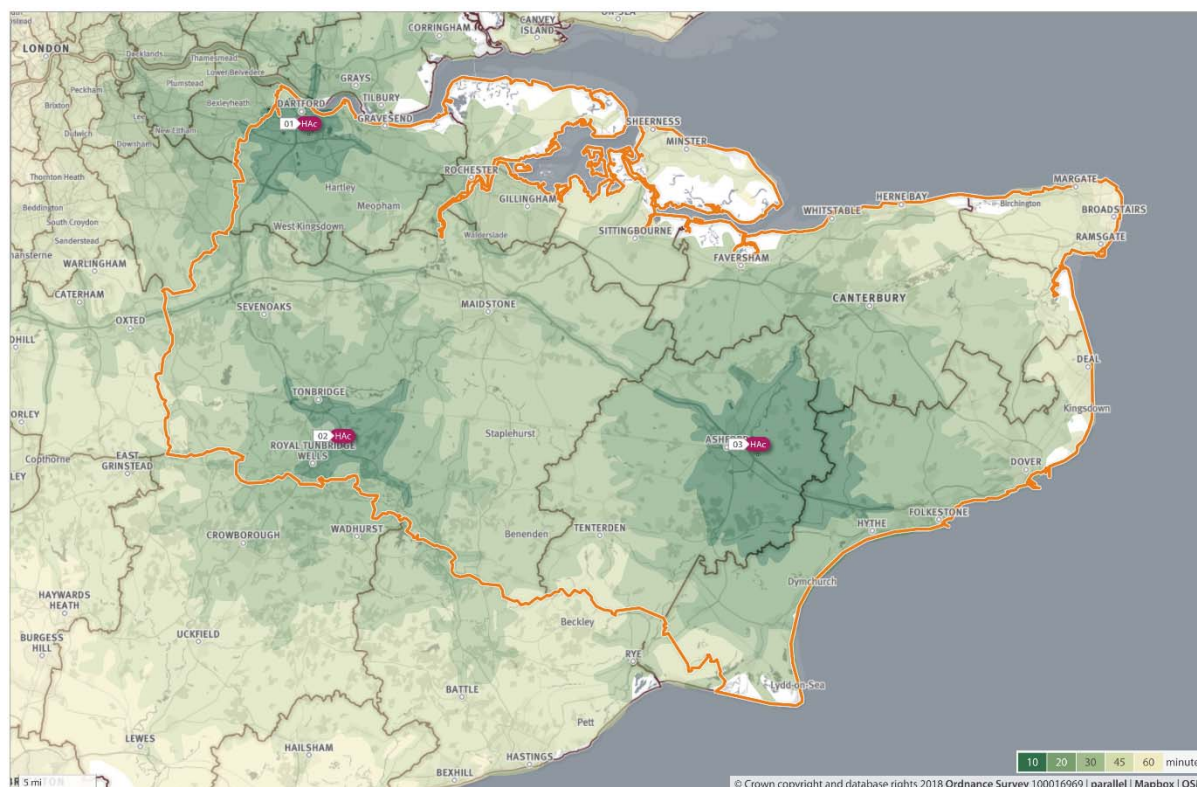 CORRINGHAM
CANVEY
ISLAND
LONDON
Docklands
Thamesmead
Lower Belvedere
GRAYS
Peckham
Plumstead
Bexleyheath
TILBURY
DARTFORD
Brixton
Lee
01 HAc
GRAVESEND
SHEERNESS
New Eltham
Downham
MINSTER
Thornton Heath
ROCHESTER
MARGATE
Hartley
HERNE BAY
Beddington
Meopham
GILLINGHAM
Birchington
WHITSTABLE
BROADSTAIRS
South Croydon
West Kingsdown
SITTINGBOURNE
RAMSGATE
Sanderstead
Walderslade
WARLINGHAM
FAVERSHAM
CATERHAM
CANTERBURY
SEVENOAKS
MAIDSTONE
OXTED
DEAL
TONBRIDGE
Kingsdown
02 HAc
Staplehurst
03 HAc
ROYAL TUNBRIDGE
WELLS
EAST
GRINSTEAD
Copthorne
DOVER
FOLKESTONE
HYTHE
TENTERDEN
WADHURST
Benenden
CROWBOROUGH
Dymchurch
HAYWARDS
HEATH
Beckley
UCKFIELD
BURGESS
HILL
RYE
Lydd-on-Sea
BATTLE
Pett
LEWES
HAILSHAM
HASTINGS
BEXHILL
5 mi
10 20 30 45 60 minute
© Crown copyright and database rights 2018 Ordnance Survey 100016969 | parallel | Mapbox | OS